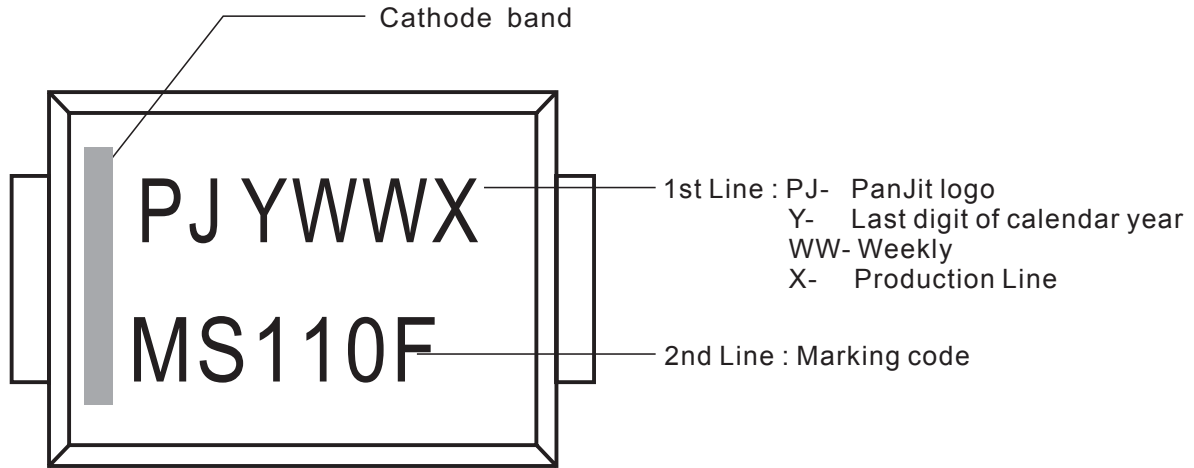 Cathode band
PJ YWWX
1st Line : PJ- PanJit logo
Y- Last digit of calendar year
WW- Weekly
X- Production Line
MS110F
2nd Line : Marking code